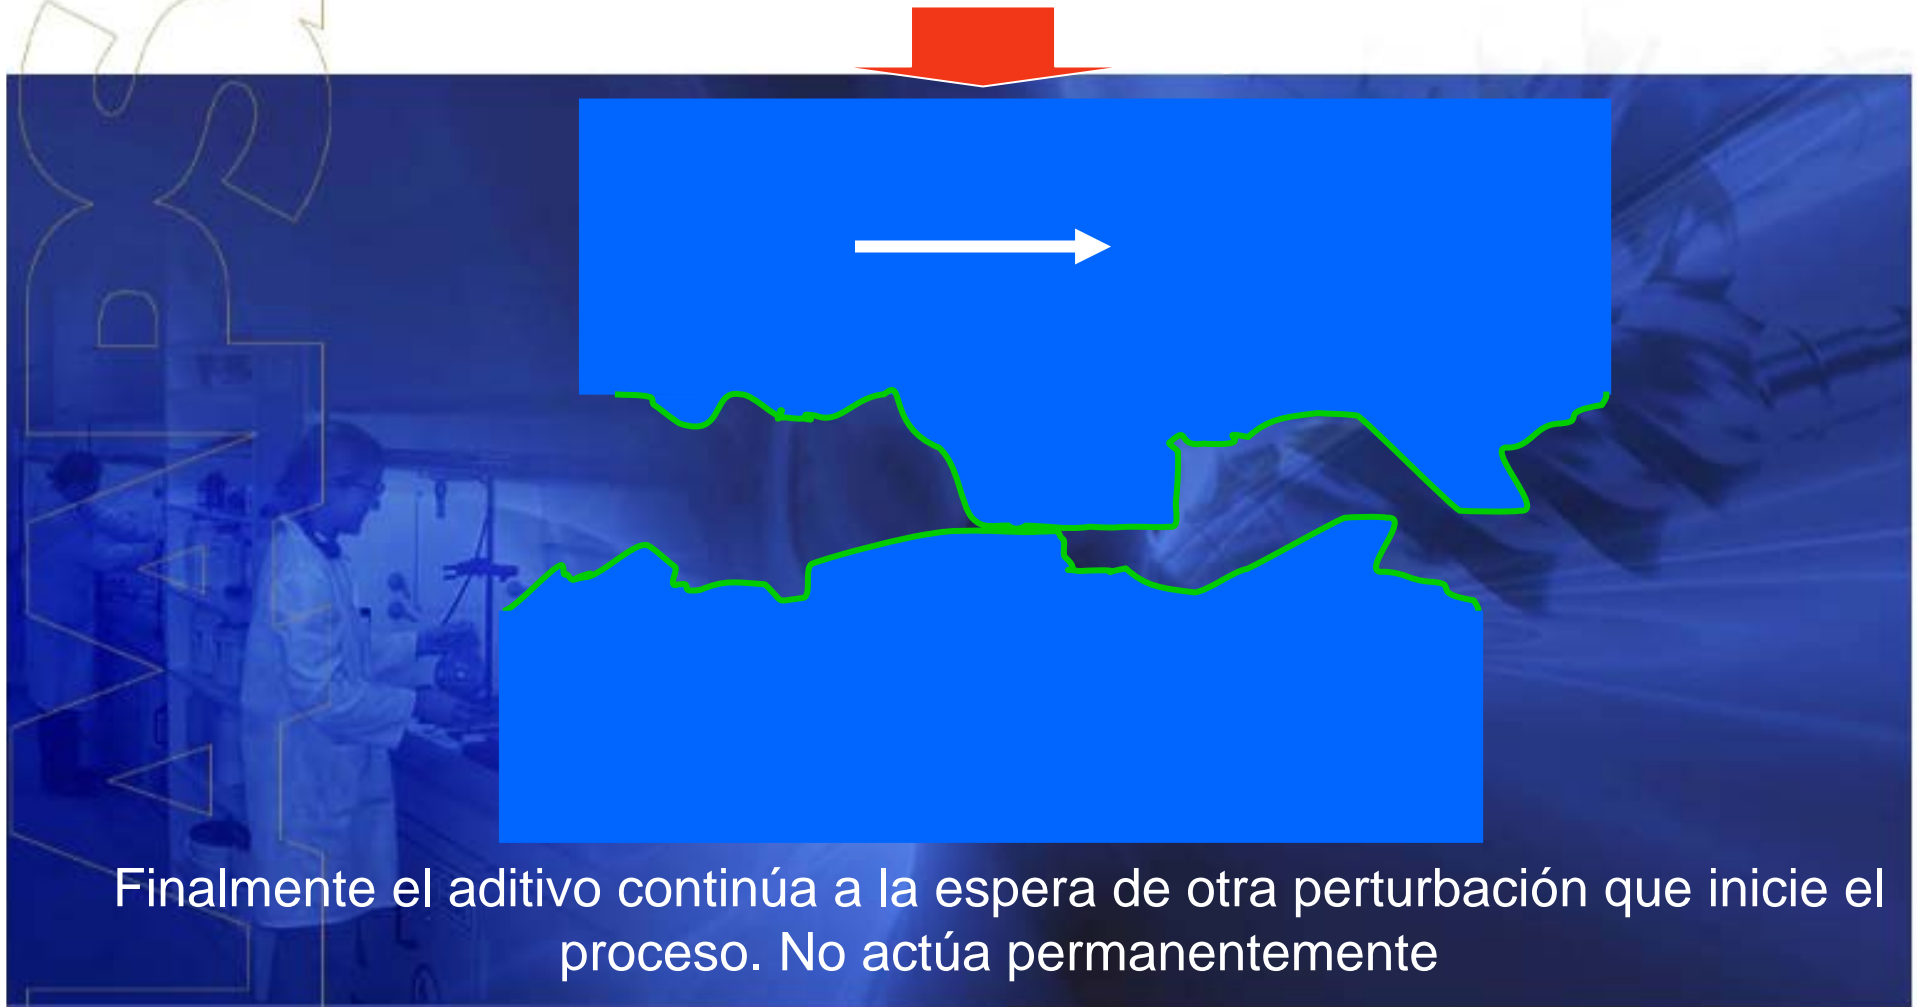 Finalmente el aditivo continúa a la espera de otra perturbación que inicie el
proceso. No actúa permanentemente